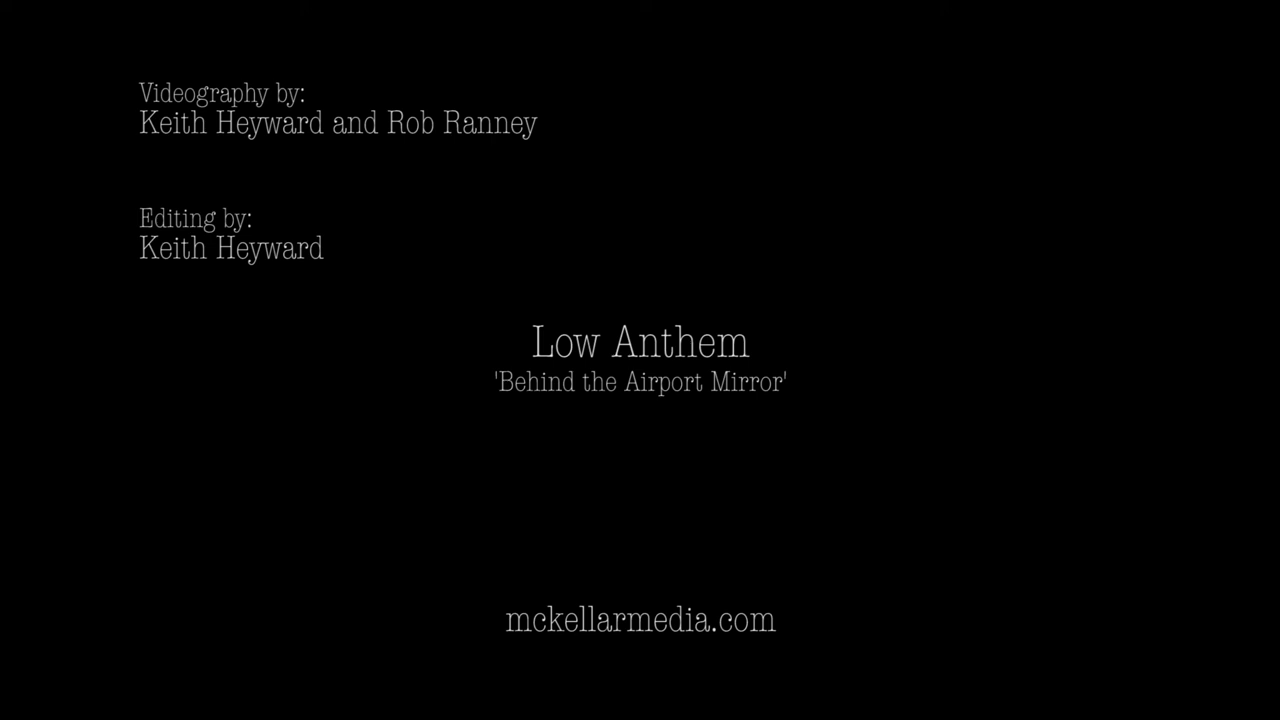 Videography by:
Keith Heyward and Rob Ranney
Editing by:
Keith Heyward
Low Anthem
'Behind the Airport Mirror'
mckellarmedia.com